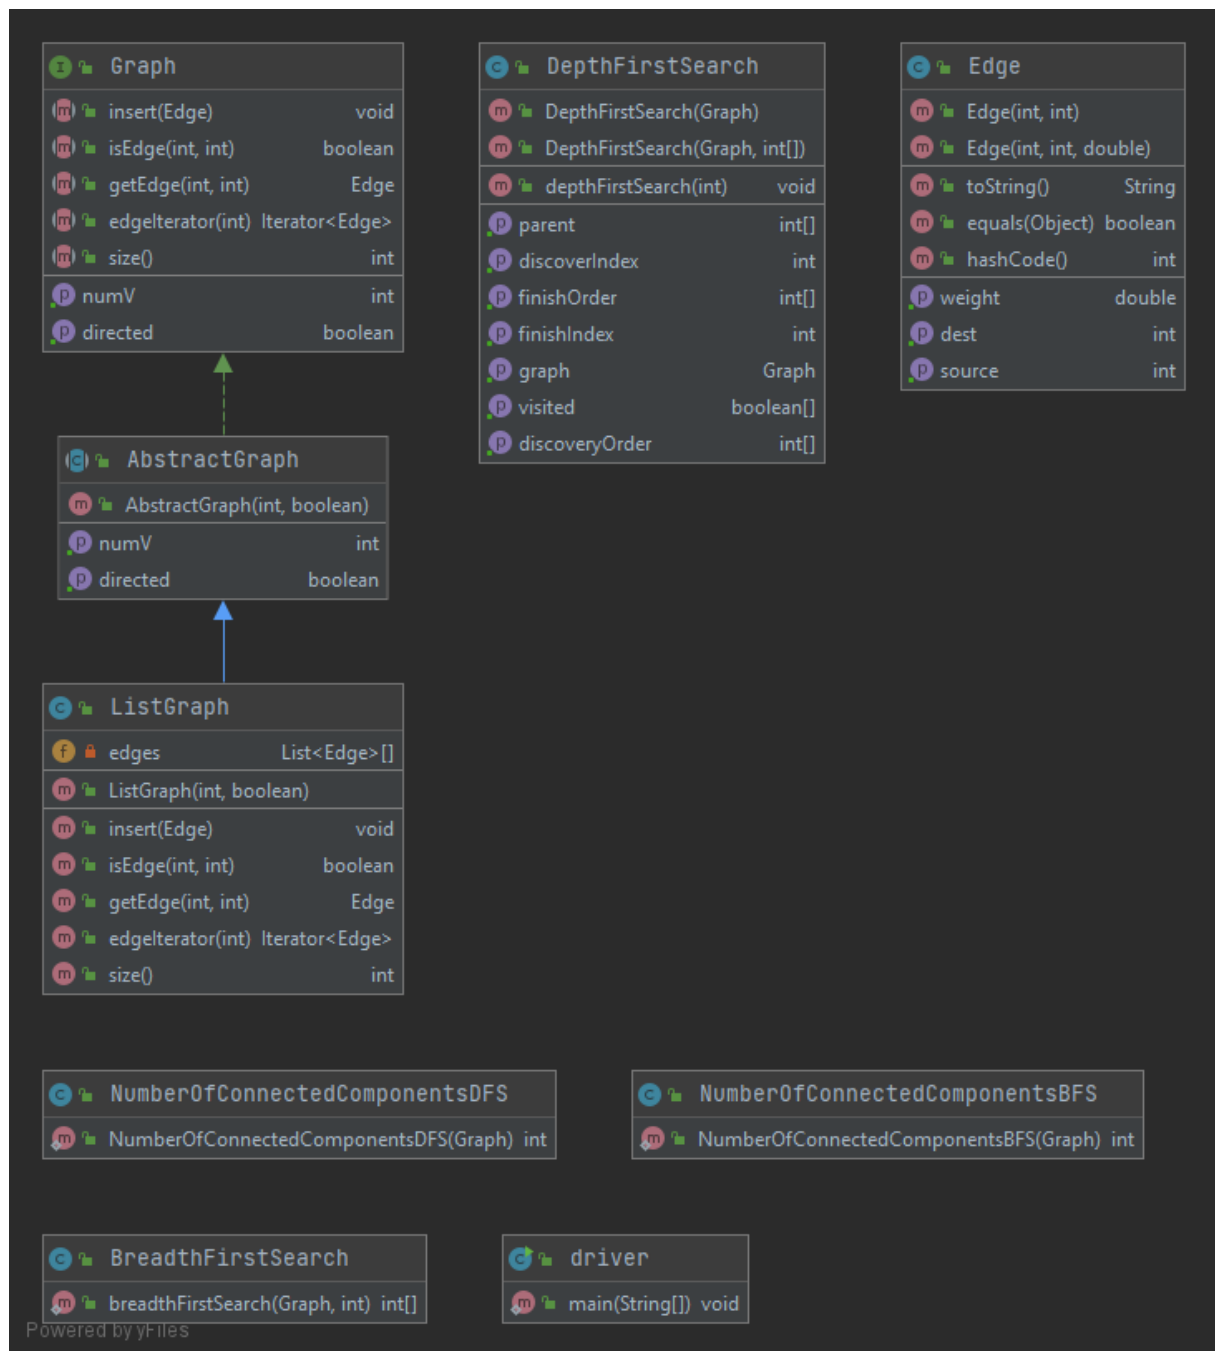 Graph
insert(Edge) void
isEdge(int, int) boolean
getEdge(int, int) Edge
edgeIterator(int) Iterator<Edge>
size() int
numV int
directed boolean
DepthFirstSearch
DepthFirstSearch(Graph)
DepthFirstSearch(Graph, int[])
depthFirstSearch(int) void
parent int[]
discoverIndex int
finishOrder int[]
finishIndex int
graph Graph
visited boolean[]
discoveryOrder int[]
Edge
Edge(int, int)
Edge(int, int, double)
toString() String
equals(Object) boolean
hashCode() int
weight double
dest int
source int
AbstractGraph
AbstractGraph(int, boolean)
numV int
directed boolean
ListGraph
edges List<Edge>[]
ListGraph(int, boolean)
insert(Edge) void
isEdge(int, int) boolean
getEdge(int, int) Edge
edgeIterator(int) Iterator<Edge>
size() int
NumberOfConnectedComponentsDFS
NumberOfConnectedComponentsDFS(Graph) int
NumberOfConnectedComponentsBFS
NumberOfConnectedComponentsBFS(Graph) int
BreadthFirstSearch
breadthFirstSearch(Graph, int) int[]
driver
main(String[]) void
Powered by yFiles